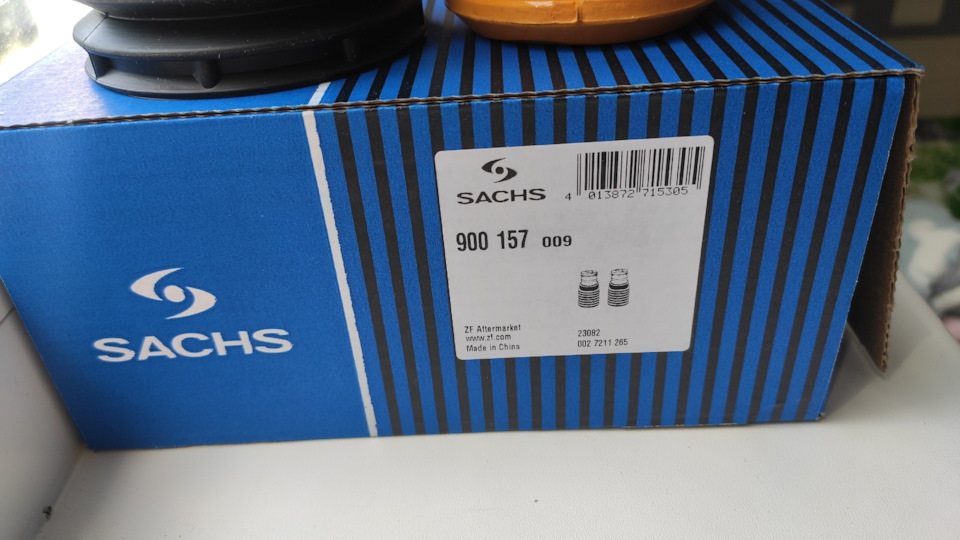 SACHS
SACHS
4 013872 715305
900 157 009
ZF Aftermarket
www.zf.com
Made in China
23082
002 7211 265